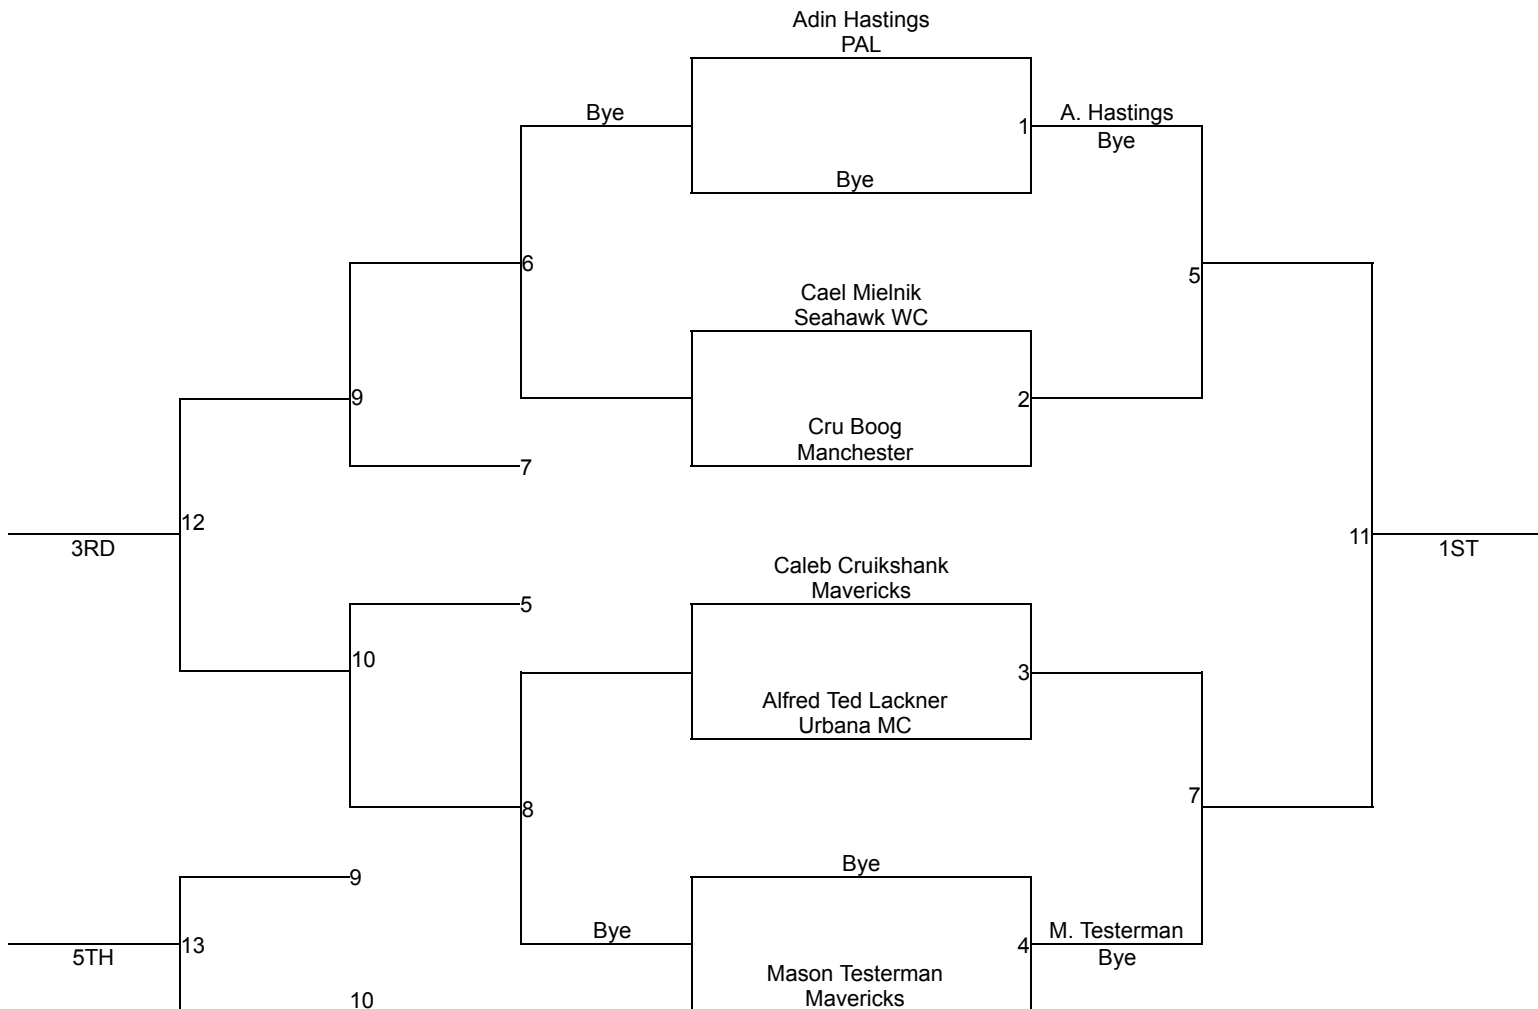 Adin Hastings
PAL
Bye
1
A. Hastings
Bye
Bye
6
5
Cael Mielnik
Seahawk WC
9
2
Cru Boog
Manchester
7
12
3RD
11
1ST
Caleb Cruikshank
Mavericks
5
10
3
Alfred Ted Lackner
Urbana MC
8
7
Bye
9
Bye
M. Testerman
5TH
13
4
Bye
Mason Testerman
Mavericks
10